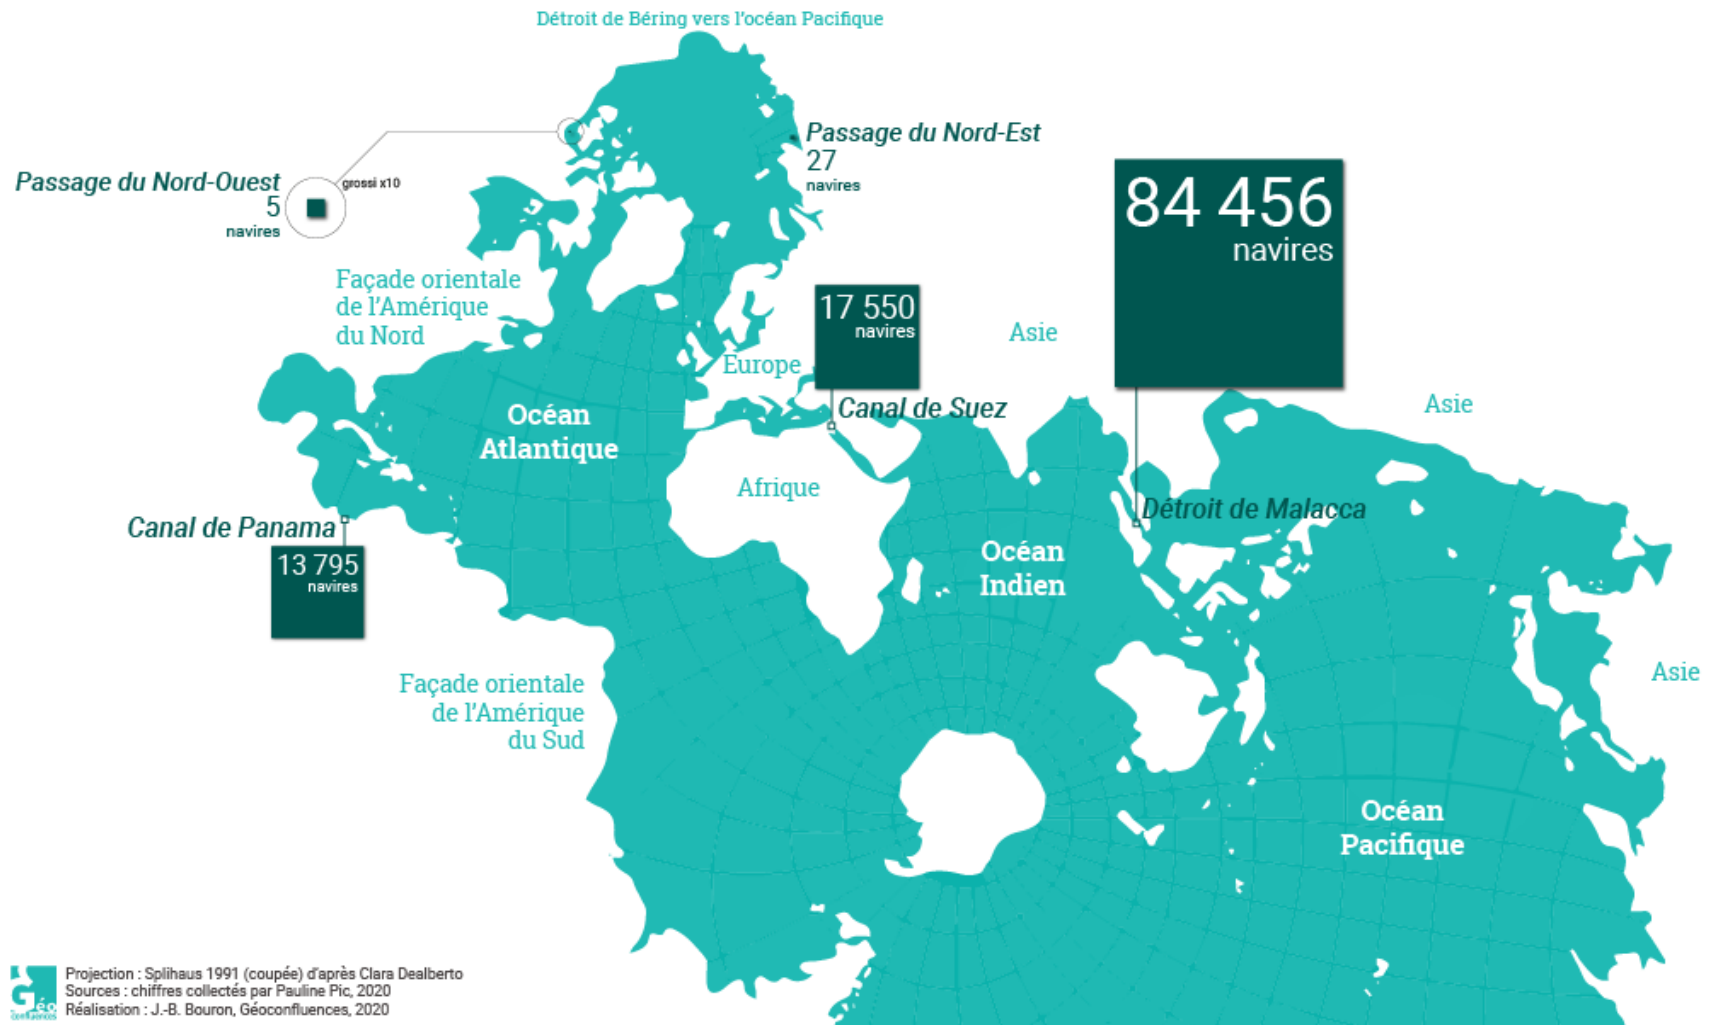 Détroit de Béring vers l'océan Pacifique
Passage du Nord-Ouest
5
navires
grossi x10
Passage du Nord-Est
27
navires
84 456
navires
Façade orientale
de l'Amérique
du Nord
17 550
navires
Asie
Europe
Canal de Suez
Asie
Océan
Atlantique
Afrique
Détroit de Malacca
Canal de Panama
13 795
navires
Océan
Indien
Façade orientale
de l'Amérique
du Sud
Asie
Océan
Pacifique
Géo
confluences
Projection : Splihaus 1991 (coupée) d'après Clara Dealberto
Sources : chiffres collectés par Pauline Pic, 2020
Réalisation : J.-B. Bouron, Géoconfluences, 2020